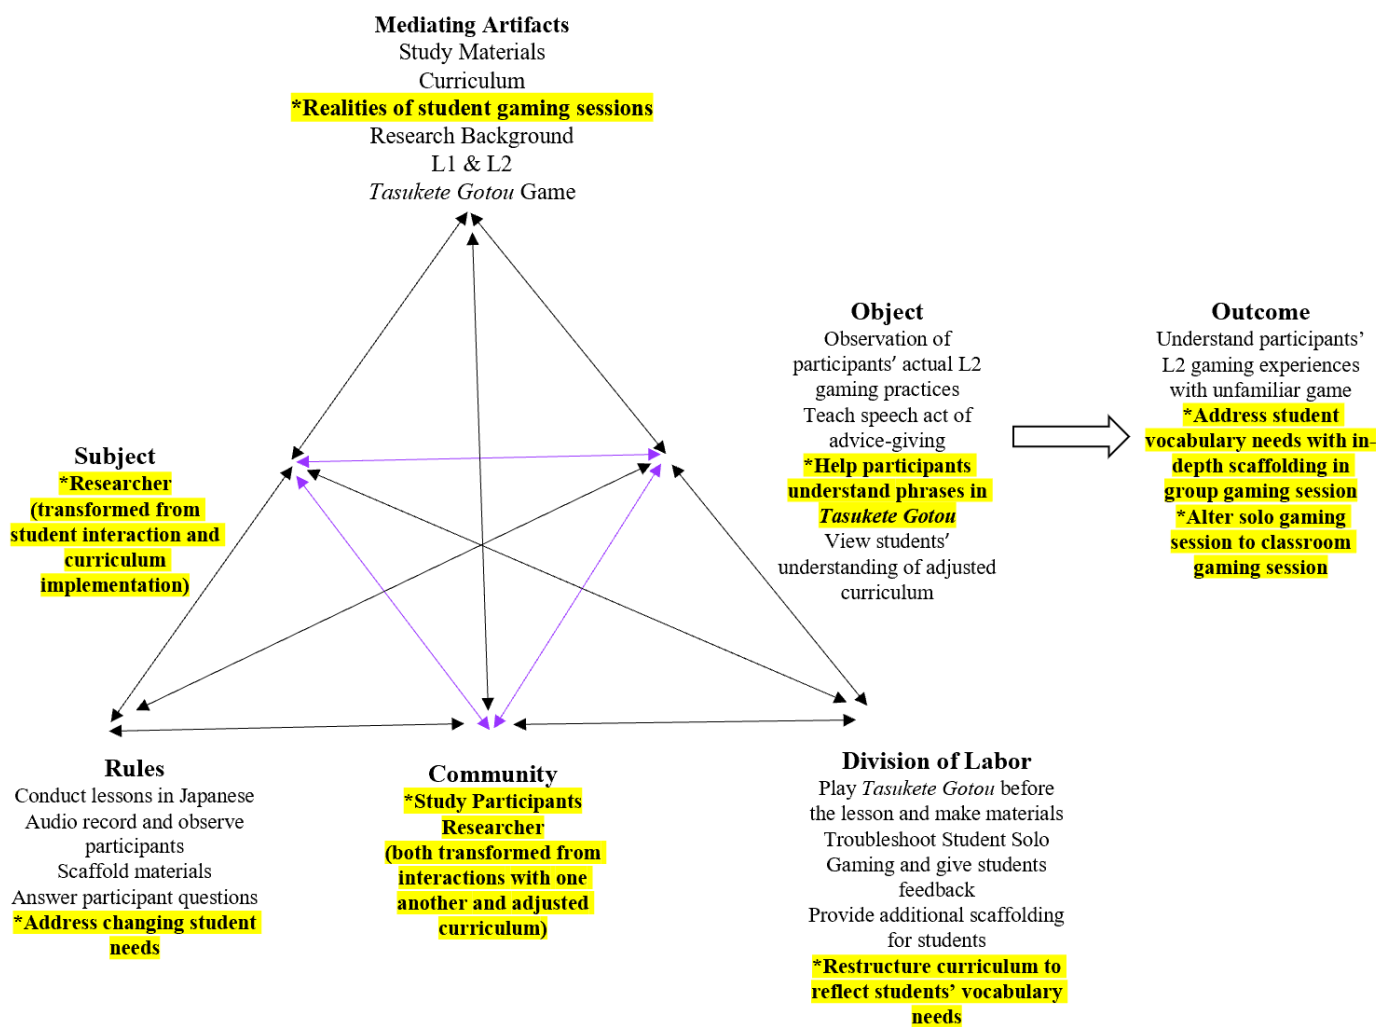 Mediating Artifacts
Study Materials
Curriculum
*Realities of student gaming sessions
Research Background
L1 & L2
Tasukete Gotou Game
Subject
*Researcher
(transformed from
student interaction and
curriculum
implementation)
Object
Observation of
participants’ actual L2
gaming practices
Teach speech act of
advice-giving
*Help participants
understand phrases in
Tasukete Gotou
View students’
understanding of adjusted
curriculum
Outcome
Understand participants’
L2 gaming experiences
with unfamiliar game
*Address student
vocabulary needs with in-
depth scaffolding in
group gaming session
*Alter solo gaming
session to classroom
gaming session
Rules
Conduct lessons in Japanese
Audio record and observe
participants
Scaffold materials
Answer participant questions
*Address changing student
needs
Community
*Study Participants
Researcher
(both transformed from
interactions with one
another and adjusted
curriculum)
Division of Labor
Play Tasukete Gotou before
the lesson and make materials
Troubleshoot Student Solo
Gaming and give students
feedback
Provide additional scaffolding
for students
*Restructure curriculum to
reflect students’ vocabulary
needs